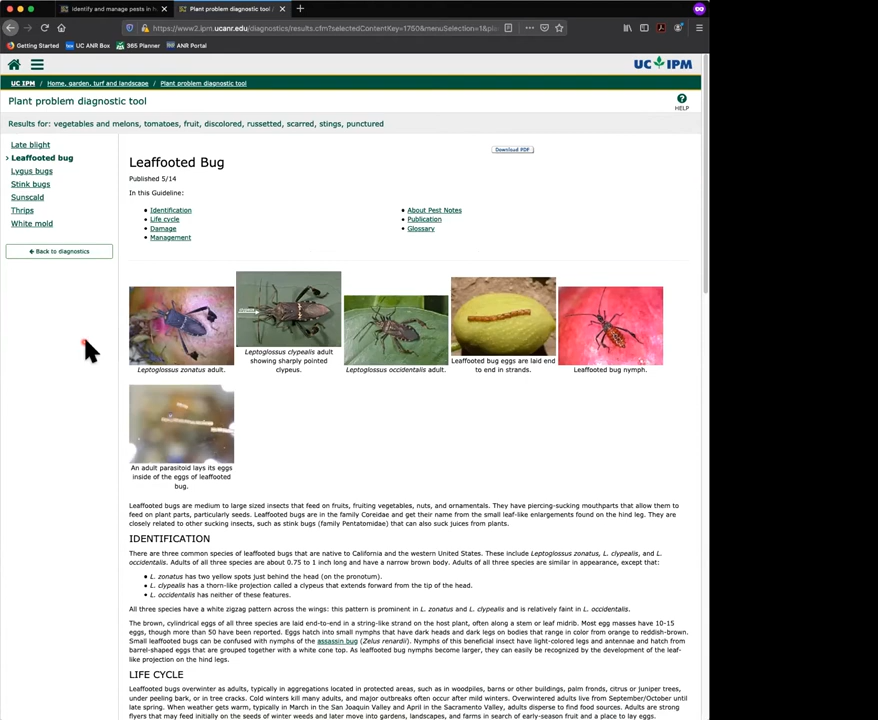 Identify and manage pests in h
Plant problem diagnostic tool
https://www2.ipm.ucanr.edu/diagnostics/results.cfm?selectedContentKey=1750&menuSelection=1&pla
Getting Started
UC ANR Box
365 Planner
ANR Portal
UC IPM
UC IPM / Home, garden, turf and landscape / Plant problem diagnostic tool
Plant problem diagnostic tool
HELP
Results for: vegetables and melons, tomatoes, fruit, discolored, russetted, scarred, stings, punctured
Late blight
› Leaffooted bug
Lygus bugs
Stink bugs
Sunscald
Thrips
White mold
Back to diagnostics
Download PDF
Leaffooted Bug
Published 5/14
In this Guideline:
• Identification
• Life cycle
• Damage
• Management
• About Pest Notes
• Publication
• Glossary
Leptoglossus zonatus adult.
Leptoglossus clypealis adult
showing sharply pointed
clypeus.
Leptoglossus occidentalis adult.
Leaffooted bug eggs are laid end
to end in strands.
Leaffooted bug nymph.
An adult parasitoid lays its eggs
inside of the eggs of leaffooted
bug.
Leaffooted bugs are medium to large sized insects that feed on fruits, fruiting vegetables, nuts, and ornamentals. They have piercing-sucking mouthparts that allow them to
feed on plant parts, particularly seeds. Leaffooted bugs are in the family Coreidae and get their name from the small leaf-like enlargements found on the hind leg. They are
closely related to other sucking insects, such as stink bugs (family Pentatomidae) that can also suck juices from plants.
IDENTIFICATION
There are three common species of leaffooted bugs that are native to California and the western United States. These include Leptoglossus zonatus, L. clypealis, and L.
occidentalis. Adults of all three species are about 0.75 to 1 inch long and have a narrow brown body. Adults of all three species are similar in appearance, except that:
• L. zonatus has two yellow spots just behind the head (on the pronotum).
• L. clypealis has a thorn-like projection called a clypeus that extends forward from the tip of the head.
• L. occidentalis has neither of these features.
All three species have a white zigzag pattern across the wings: this pattern is prominent in L. zonatus and L. clypealis and is relatively faint in L. occidentalis.
The brown, cylindrical eggs of all three species are laid end-to-end in a string-like strand on the host plant, often along a stem or leaf midrib. Most egg masses have 10-15
eggs, though more than 50 have been reported. Eggs hatch into small nymphs that have dark heads and dark legs on bodies that range in color from orange to reddish-brown.
Small leaffooted bugs can be confused with nymphs of the assassin bug (Zelus renardii). Nymphs of this beneficial insect have light-colored legs and antennae and hatch from
barrel-shaped eggs that are grouped together with a white cone top. As leaffooted bug nymphs become larger, they can easily be recognized by the development of the leaf-
like projection on the hind legs.
LIFE CYCLE
Leaffooted bugs overwinter as adults, typically in aggregations located in protected areas, such as in woodpiles, barns or other buildings, palm fronds, citrus or juniper trees,
under peeling bark, or in tree cracks. Cold winters kill many adults, and major outbreaks often occur after mild winters. Overwintered adults live from September/October until
late spring. When weather gets warm, typically in March in the San Joaquin Valley and April in the Sacramento Valley, adults disperse to find food sources. Adults are strong
flyers that may feed initially on the seeds of winter weeds and later move into gardens, landscapes, and farms in search of early-season fruit and a place to lay eggs.